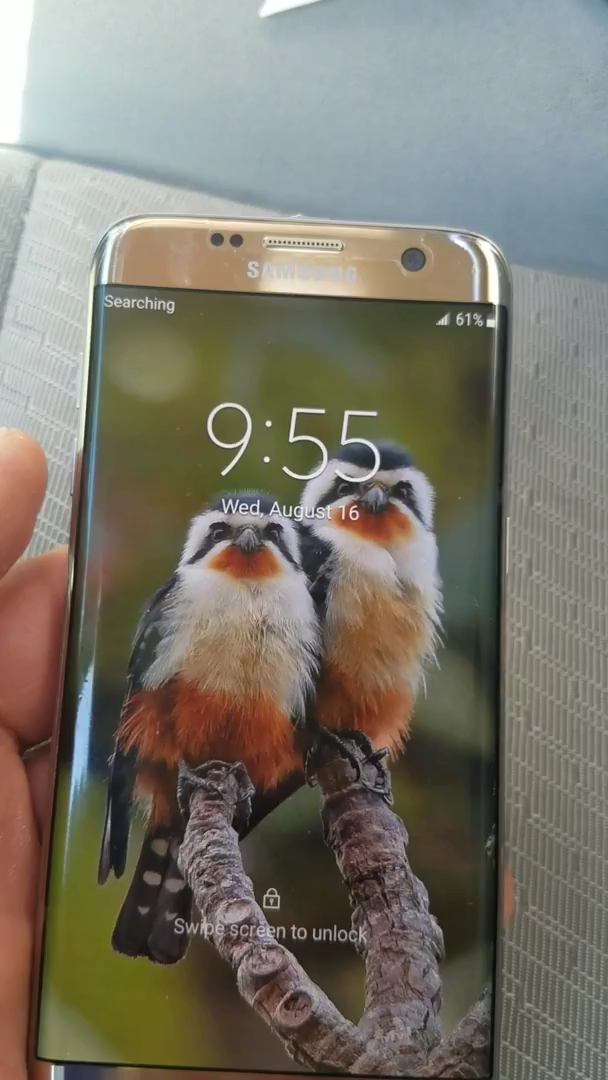 SAMSUNG
Searching
61%
9:55
Wed, August 16
Swipe screen to unlock